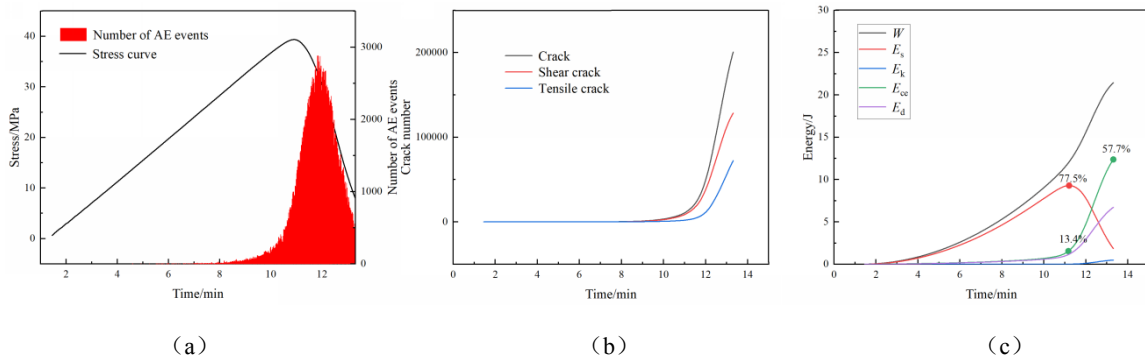 Number of AE events
Stress curve
Stress/MPa
40
30
20
10
0
3000
2000
1000
0
Number of AE events
2
4
6
8
10
12
Time/min
(a)
Crack
Shear crack
Tensile crack
Crack number
200000
100000
0
0
2
4
6
8
10
12
14
Time/min
(b)
W
Es
Ek
Ece
Ed
Energy/J
30
25
20
15
10
5
0
77.5%
57.7%
13.4%
0
2
4
6
8
10
12
14
Time/min
(c)